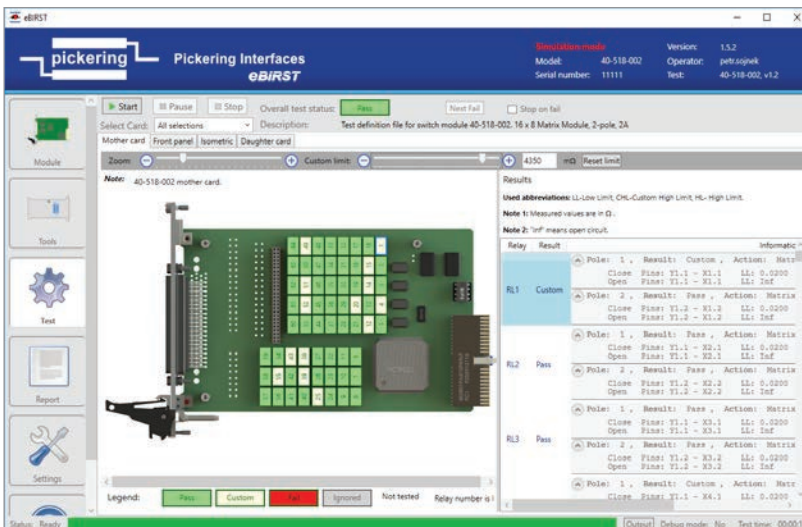 eBIRST
pickering
Pickering Interfaces
eBIRST
Simulation mode
Model: 40-518-002
Serial number: 11111
Version: 1.5.2
Operator: petr.sojnek
Test: 40-518-002, v1.2
Start
Pause
Stop
Overall test status:
Pass
Next Fail
Stop on fail
Select Card:
All selections
Description:
Test definition file for switch module 40-518-002. 16 x 8 Matrix Module, 2-pole, 2A
Mother card
Front panel
Isometric
Daughter card
Zoom:
Custom limit:
4350
mΩ
Reset limit
Module
Tools
Test
Report
Settings
Note: 40-518-002 mother card.
Results
Used abbreviations: LL-Low Limit, CHL-Custom High Limit, HL- High Limit.
Note 1: Measured values are in Ω .
Note 2: "Inf" means open circuit.
Relay Result Informatic
RL1 Custom
Pole: 1 , Result: Custom , Action: Matr
Close Pins: Y1.1 - X1.1 LL: 0.0200
Open Pins: Y1.1 - X1.1 LL: Inf
Pole: 2 , Result: Pass , Action: Matrix
Close Pins: Y1.2 - X1.2 LL: 0.0200
Open Pins: Y1.2 - X1.2 LL: Inf
RL2 Pass
Pole: 1 , Result: Pass , Action: Matrix
Close Pins: Y1.1 - X2.1 LL: 0.0200
Open Pins: Y1.1 - X2.1 LL: Inf
Pole: 2 , Result: Pass , Action: Matrix
Close Pins: Y1.2 - X2.2 LL: 0.0200
Open Pins: Y1.2 - X2.2 LL: Inf
RL3 Pass
Pole: 1 , Result: Pass , Action: Matrix
Close Pins: Y1.1 - X3.1 LL: 0.0200
Open Pins: Y1.1 - X3.1 LL: Inf
Pole: 2 , Result: Pass , Action: Matrix
Close Pins: Y1.2 - X3.2 LL: 0.0200
Open Pins: Y1.2 - X3.2 LL: Inf
Pole: 1 , Result: Custom , Action: Matr
Close Pins: Y1.1 - X4.1 LL: 0.0200
Legend:
Pass
Custom
Fail
Ignored
Not tested
Relay number is i
Status: Ready
Output
Debug mode: No
Test time: 00:00: